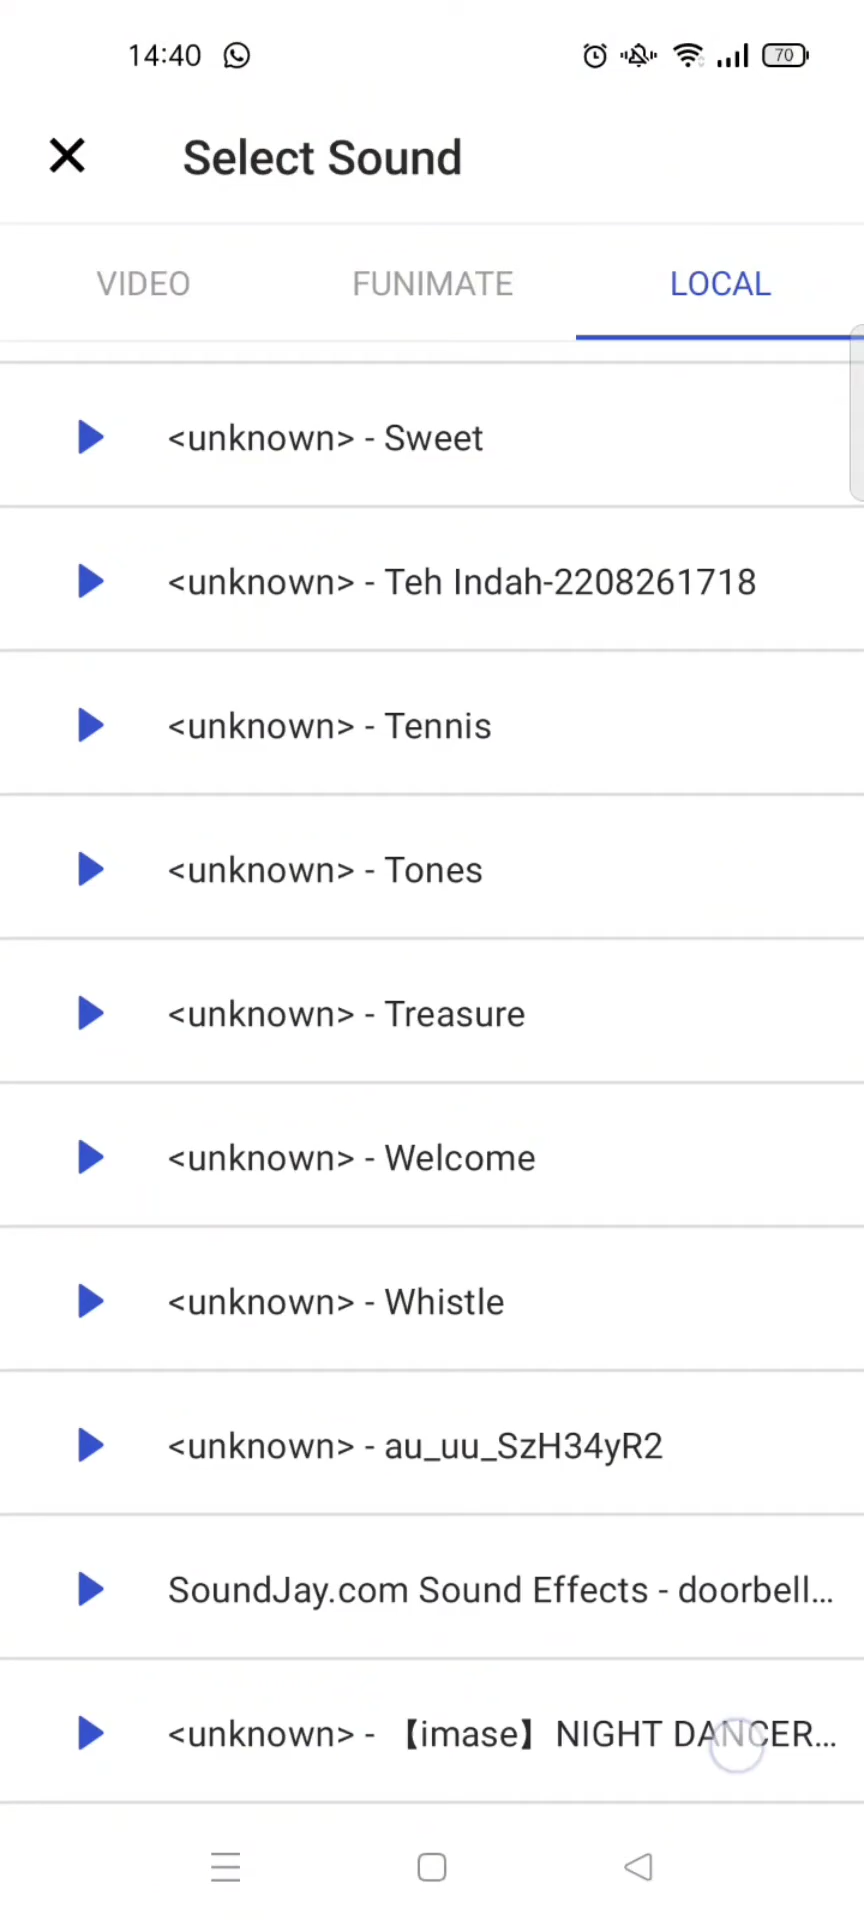 14:40 70
Select Sound
VIDEO FUNIMATE LOCAL
<unknown> - Sweet
<unknown> - Teh Indah-2208261718
<unknown> - Tennis
<unknown> - Tones
<unknown> - Treasure
<unknown> - Welcome
<unknown> - Whistle
<unknown> - au_uu_SzH34yR2
SoundJay.com Sound Effects - doorbell...
<unknown> - 【imase】NIGHT DANCER...